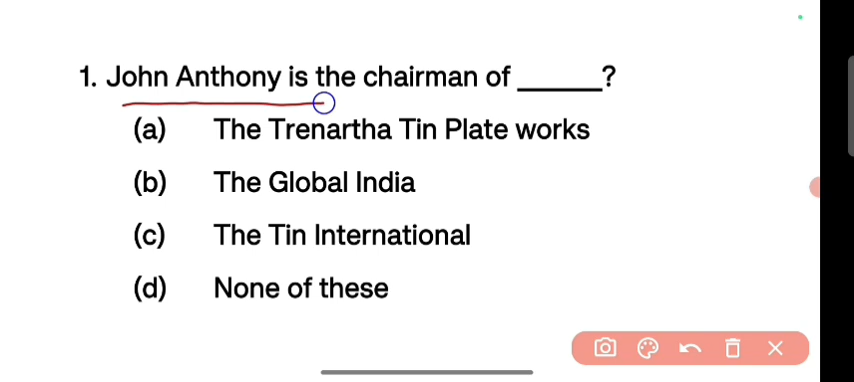 1. John Anthony is the chairman of ______?
(a) The Trenartha Tin Plate works
(b) The Global India
(c) The Tin International
(d) None of these